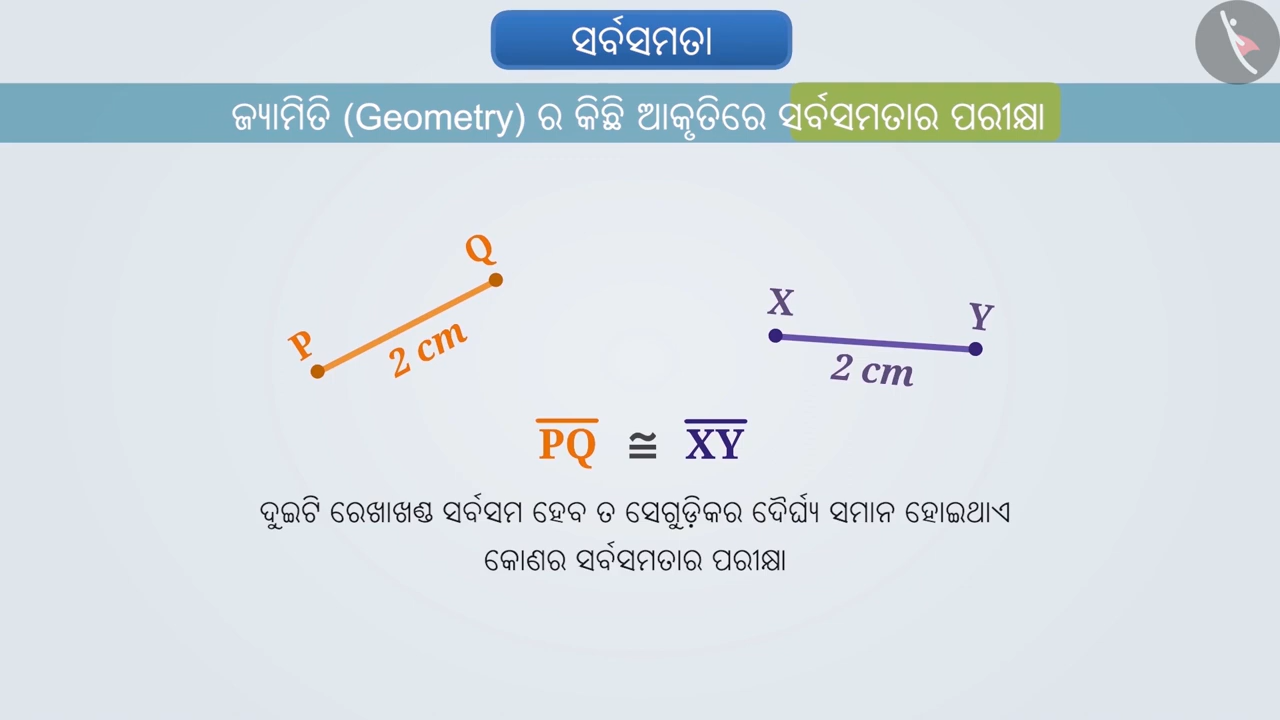 ସର୍ବସମତା
ଜ୍ୟାମିତି (Geometry) ର କିଛି ଆକୃତିରେ ସର୍ବସମତାର ପରୀକ୍ଷା
P Q
2 cm
X Y
2 cm
PQ ≅ XY
ଦୁଇଟି ରେଖାଖଣ୍ଡ ସର୍ବସମ ହେବ ତ ସେଗୁଡ଼ିକର ଦୈର୍ଘ୍ୟ ସମାନ ହୋଇଥାଏ
କୋଣର ସର୍ବସମତାର ପରୀକ୍ଷା